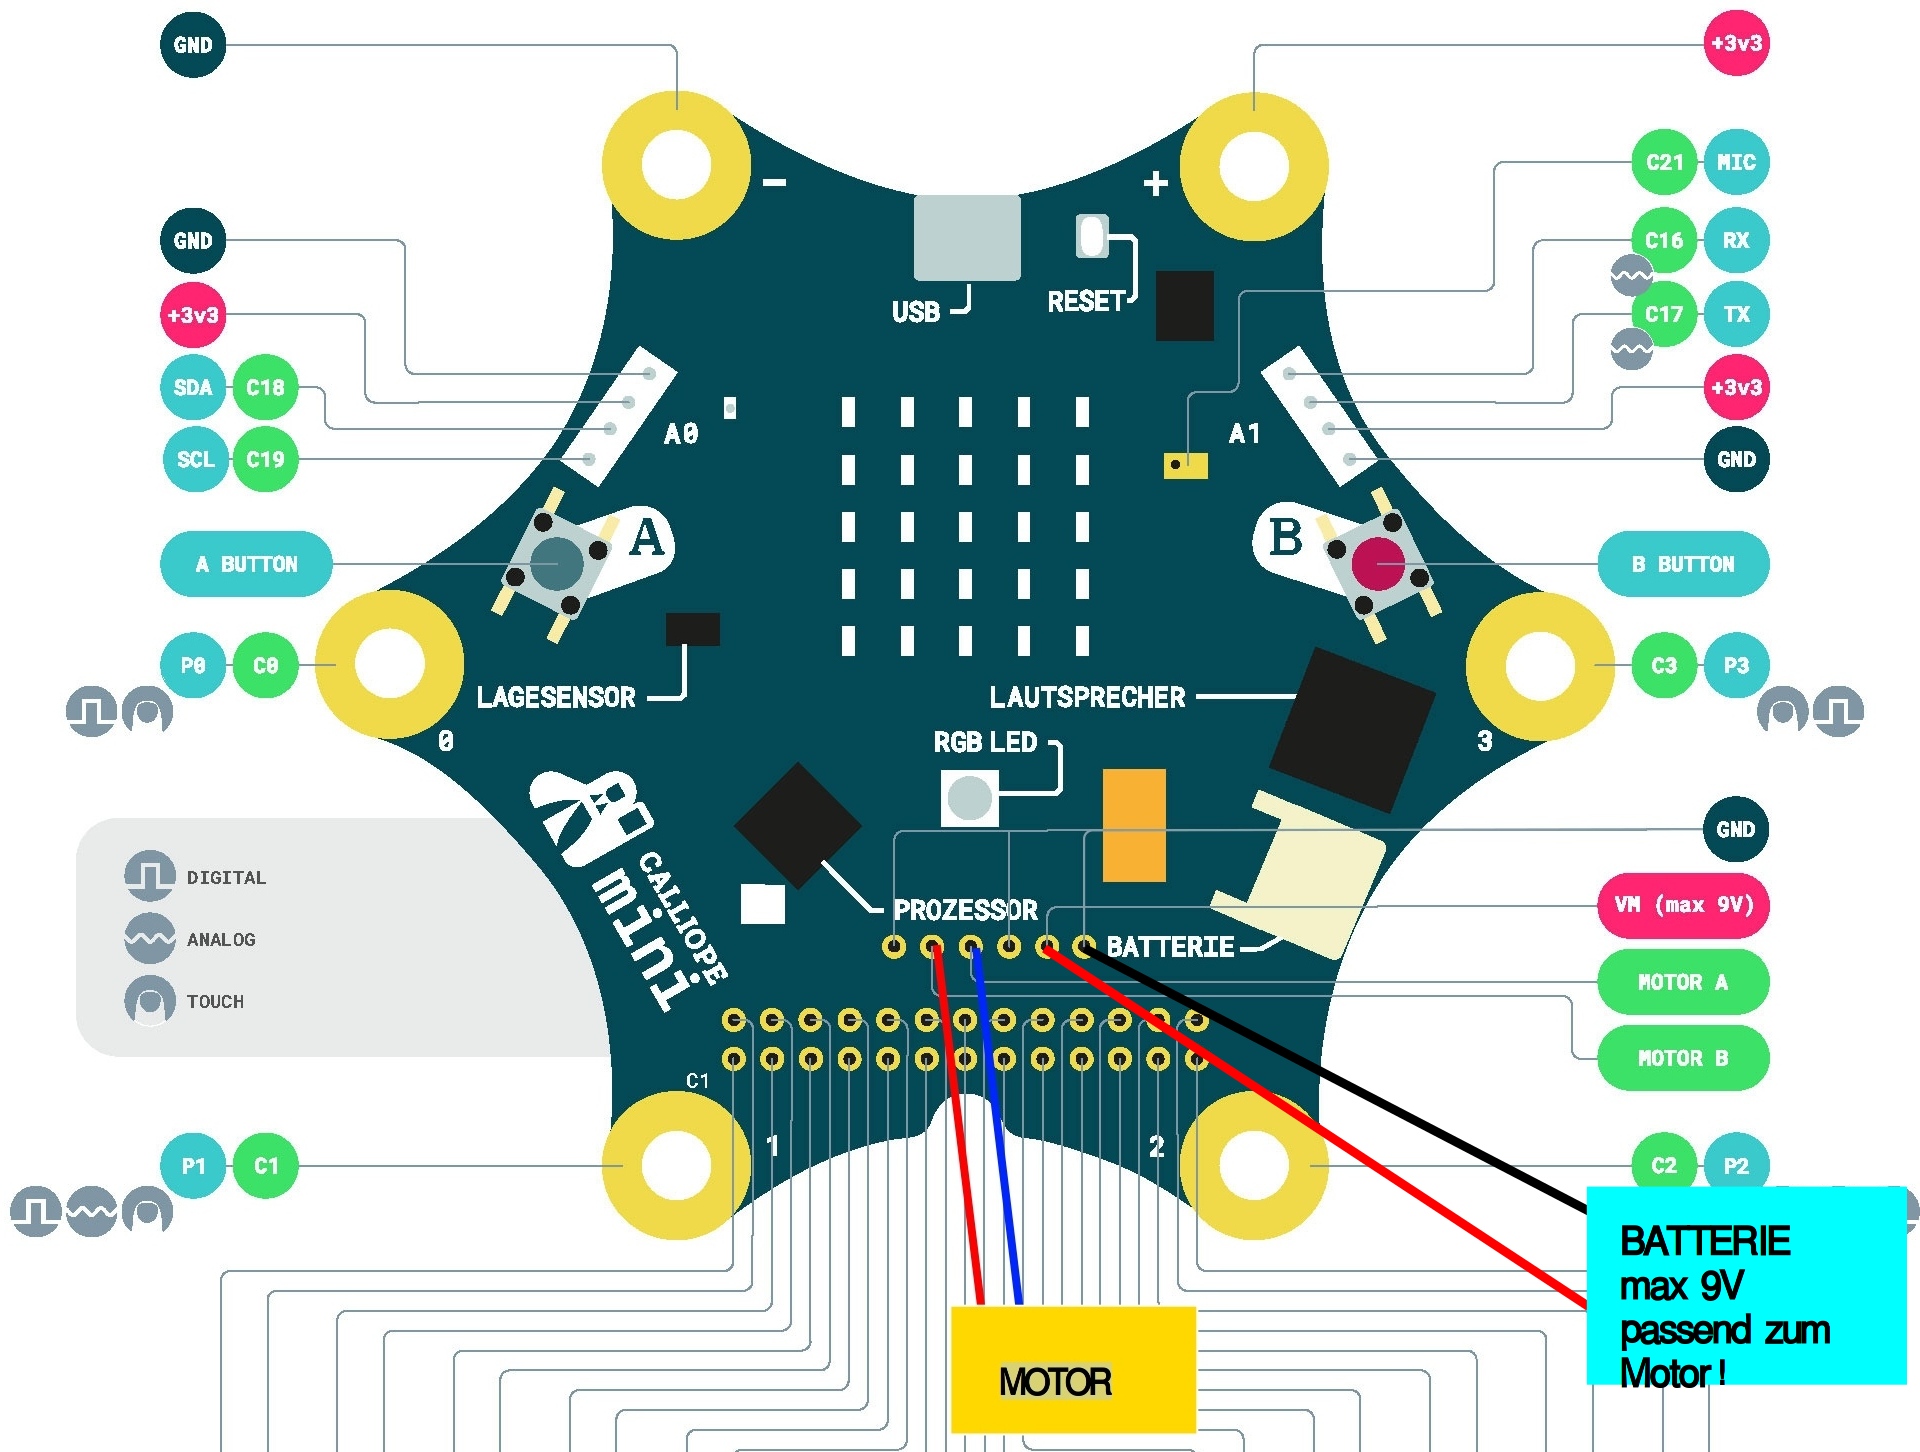 GND
+3v3
C21 MIC
-
+
GND
C16 RX
USB
RESET
+3v3
C17 TX
SDA C18
+3v3
A0
A1
SCL C19
GND
A
B
A BUTTON
B BUTTON
P0 C0
C3 P3
LAGESENSOR
LAUTSPRECHER
0
RGB LED
3
GND
CALLIOPE
mini
DIGITAL
PROZESSOR
VM (max 9V)
ANALOG
BATTERIE
MOTOR A
TOUCH
MOTOR B
C1
1
2
P1 C1
C2 P2
BATTERIE
max 9V
passend zum
Motor!
MOTOR